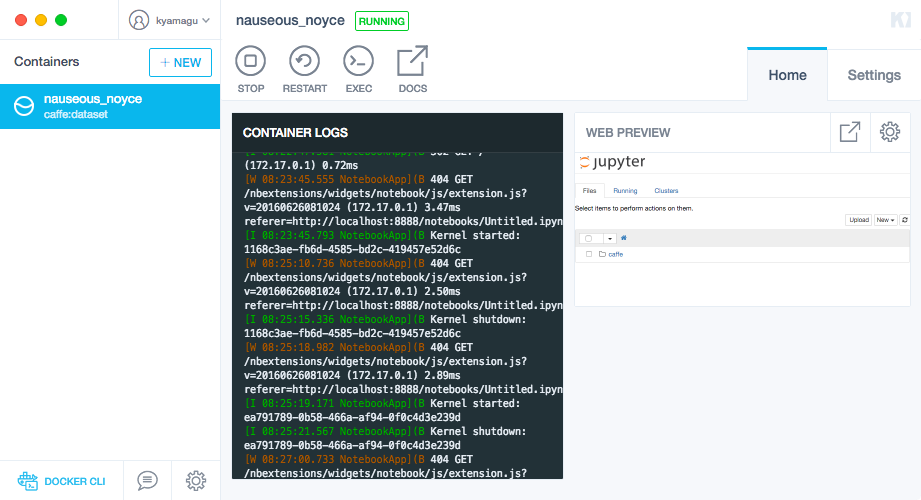 kyamagu
nauseous_noyce RUNNING
Containers
+ NEW
STOP
RESTART
EXEC
DOCS
Home
Settings
nauseous_noyce
caffe:dataset
CONTAINER LOGS
(172.17.0.1) 0.72ms
[W 08:23:45.555 NotebookApp](B 404 GET
/nbextensions/widgets/notebook/js/extension.js?
v=20160626081024 (172.17.0.1) 3.47ms
referer=http://localhost:8888/notebooks/Untitled.ipyn
[I 08:23:45.793 NotebookApp](B Kernel started:
1168c3ae-fb6d-4585-bd2c-419457e52d6c
[W 08:25:10.736 NotebookApp](B 404 GET
/nbextensions/widgets/notebook/js/extension.js?
v=20160626081024 (172.17.0.1) 2.50ms
referer=http://localhost:8888/notebooks/Untitled.ipyn
[I 08:25:15.336 NotebookApp](B Kernel shutdown:
1168c3ae-fb6d-4585-bd2c-419457e52d6c
[W 08:25:18.982 NotebookApp](B 404 GET
/nbextensions/widgets/notebook/js/extension.js?
v=20160626081024 (172.17.0.1) 2.89ms
referer=http://localhost:8888/notebooks/Untitled.ipyn
[I 08:25:19.171 NotebookApp](B Kernel started:
ea791789-0b58-466a-af94-0f0c4d3e239d
[I 08:25:21.567 NotebookApp](B Kernel shutdown:
ea791789-0b58-466a-af94-0f0c4d3e239d
[W 08:27:00.733 NotebookApp](B 404 GET
/nbextensions/widgets/notebook/js/extension.js?
WEB PREVIEW
jupyter
Files
Running
Clusters
Select items to perform actions on them.
Upload
New
caffe
DOCKER CLI